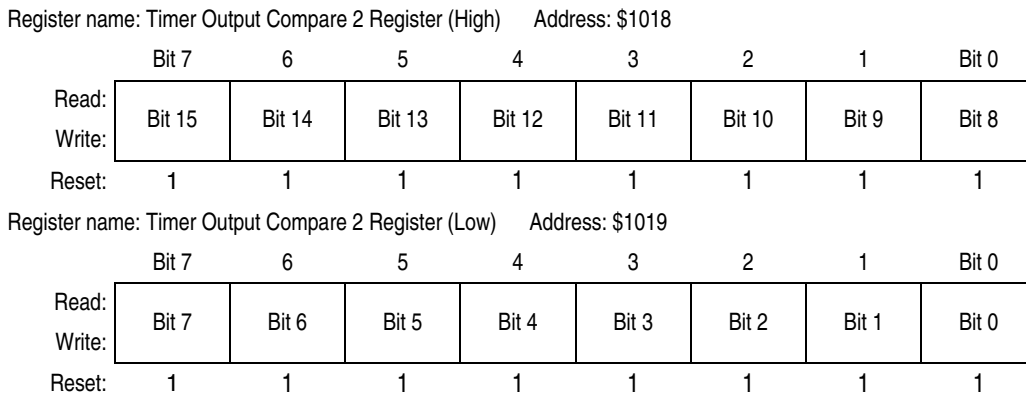 Register name: Timer Output Compare 2 Register (High) Address: $1018
Bit 7 6 5 4 3 2 1 Bit 0
Read:
Bit 15 Bit 14 Bit 13 Bit 12 Bit 11 Bit 10 Bit 9 Bit 8
Write:
Reset: 1 1 1 1 1 1 1 1
Register name: Timer Output Compare 2 Register (Low) Address: $1019
Bit 7 6 5 4 3 2 1 Bit 0
Read:
Bit 7 Bit 6 Bit 5 Bit 4 Bit 3 Bit 2 Bit 1 Bit 0
Write:
Reset: 1 1 1 1 1 1 1 1